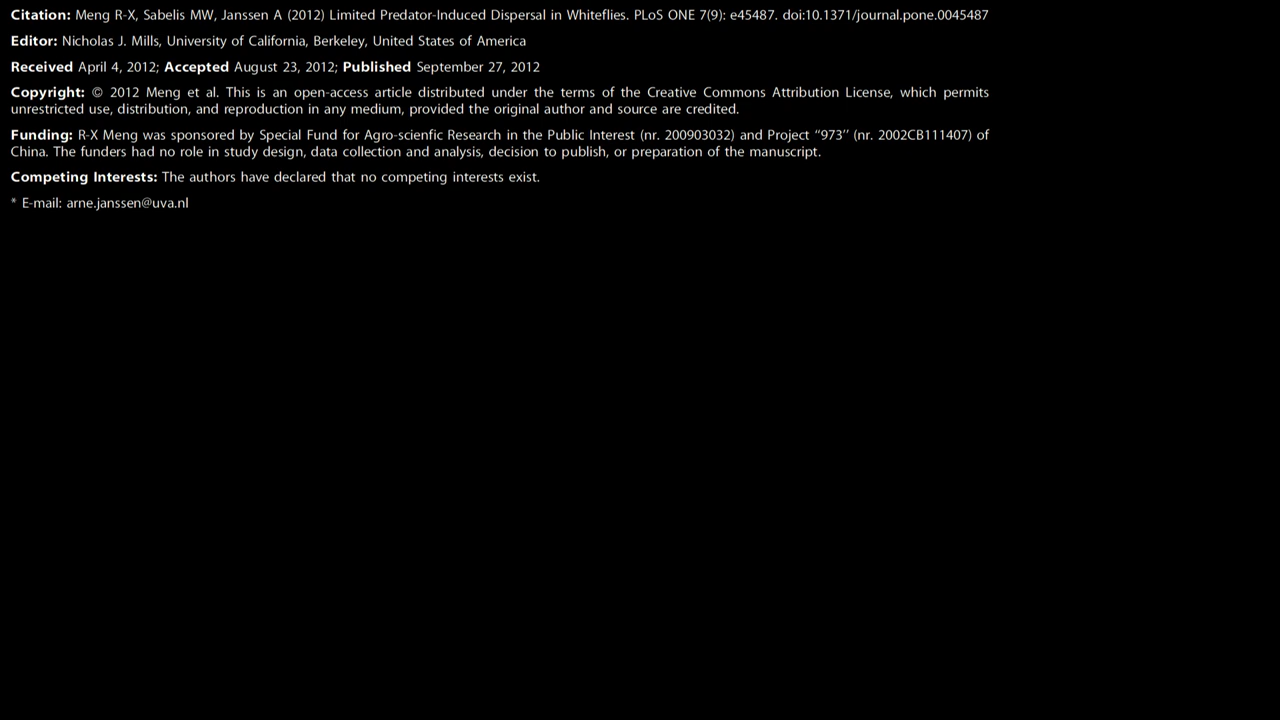 Citation: Meng R-X, Sabelis MW, Janssen A (2012) Limited Predator-Induced Dispersal in Whiteflies. PLoS ONE 7(9): e45487. doi:10.1371/journal.pone.0045487
Editor: Nicholas J. Mills, University of California, Berkeley, United States of America
Received April 4, 2012; Accepted August 23, 2012; Published September 27, 2012
Copyright: © 2012 Meng et al. This is an open-access article distributed under the terms of the Creative Commons Attribution License, which permits
unrestricted use, distribution, and reproduction in any medium, provided the original author and source are credited.
Funding: R-X Meng was sponsored by Special Fund for Agro-scienfic Research in the Public Interest (nr. 200903032) and Project “973’’ (nr. 2002CB111407) of
China. The funders had no role in study design, data collection and analysis, decision to publish, or preparation of the manuscript.
Competing Interests: The authors have declared that no competing interests exist.
* E-mail: arne.janssen@uva.nl